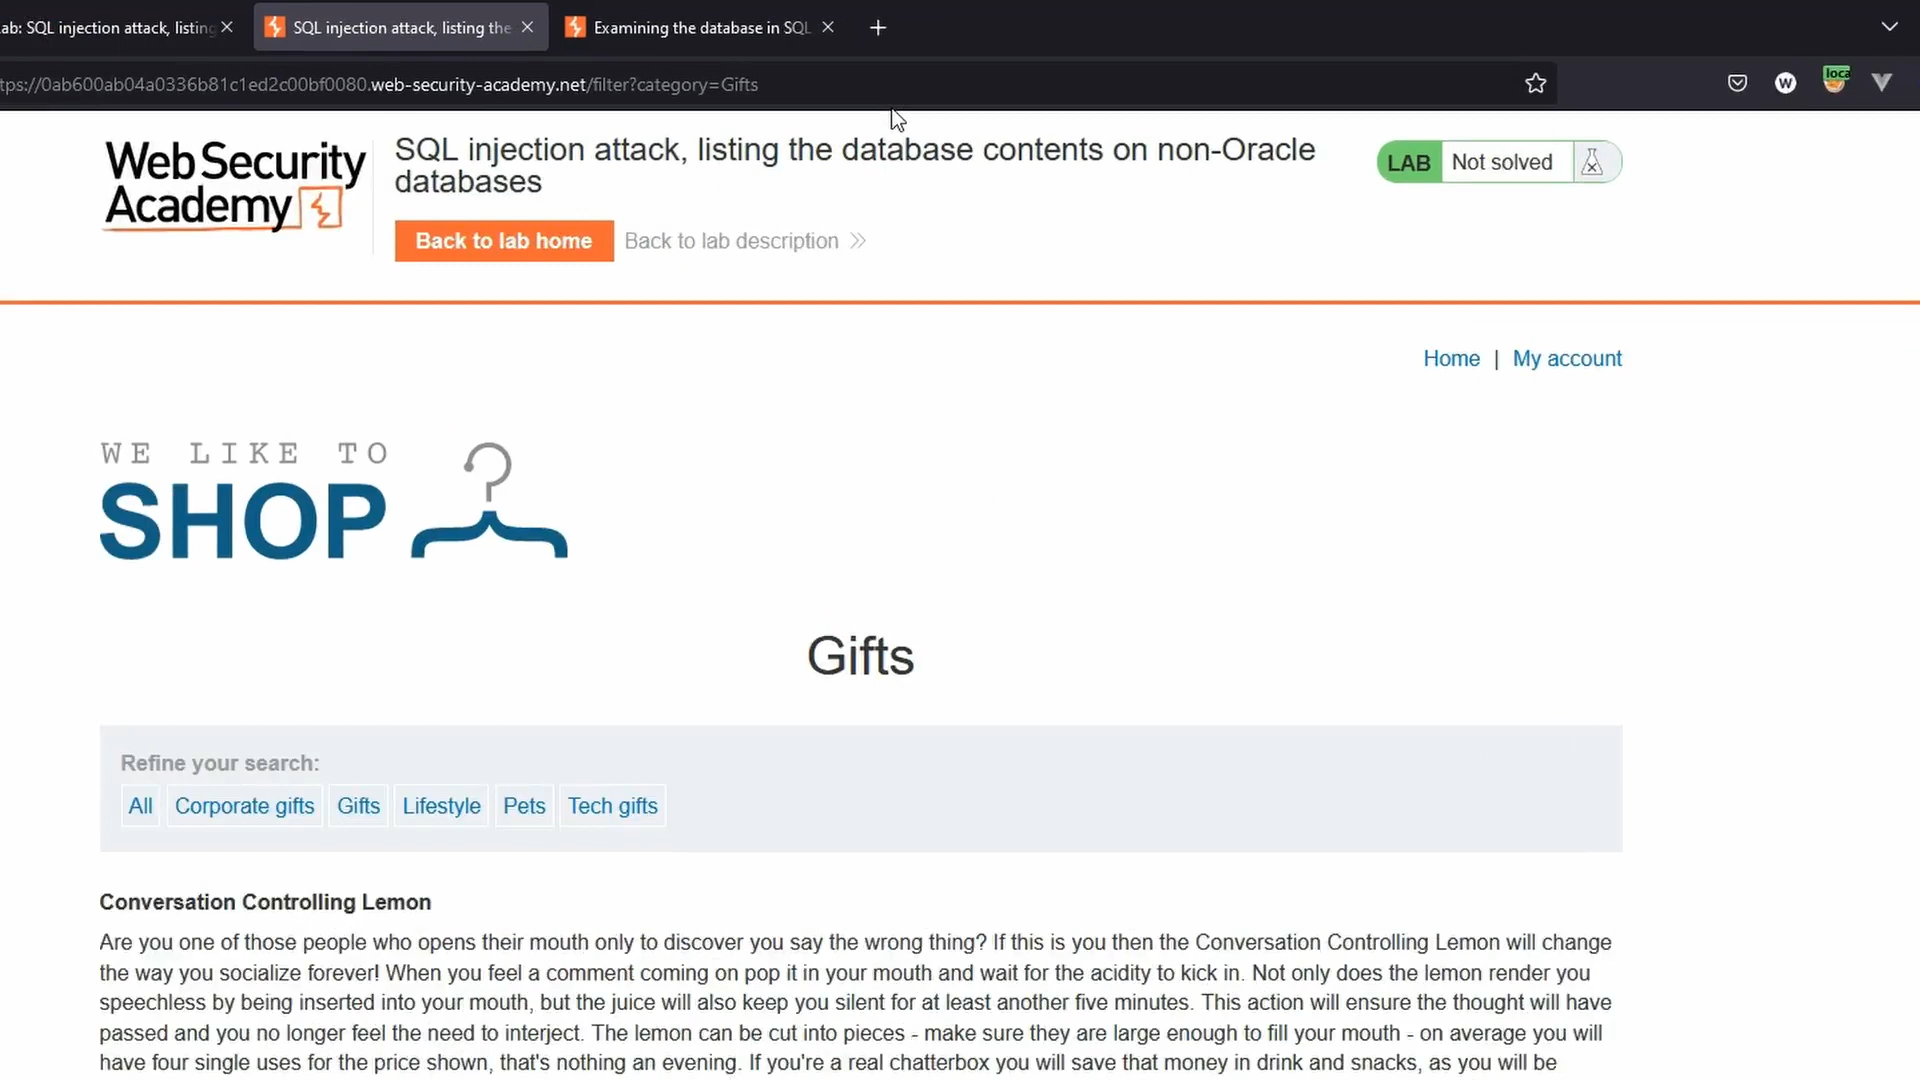 ab: SQL injection attack, listing
SQL injection attack, listing the
Examining the database in SQL
tps://0ab600ab04a0336b81c1ed2c00bf0080.web-security-academy.net/filter?category=Gifts
W
loca
Web Security
Academy
SQL injection attack, listing the database contents on non-Oracle
databases
LAB Not solved
Back to lab home
Back to lab description
Home | My account
WE LIKE TO
SHOP
Gifts
Refine your search:
All
Corporate gifts
Gifts
Lifestyle
Pets
Tech gifts
Conversation Controlling Lemon
Are you one of those people who opens their mouth only to discover you say the wrong thing? If this is you then the Conversation Controlling Lemon will change
the way you socialize forever! When you feel a comment coming on pop it in your mouth and wait for the acidity to kick in. Not only does the lemon render you
speechless by being inserted into your mouth, but the juice will also keep you silent for at least another five minutes. This action will ensure the thought will have
passed and you no longer feel the need to interject. The lemon can be cut into pieces - make sure they are large enough to fill your mouth - on average you will
have four single uses for the price shown, that's nothing an evening. If you're a real chatterbox you will save that money in drink and snacks, as you will be